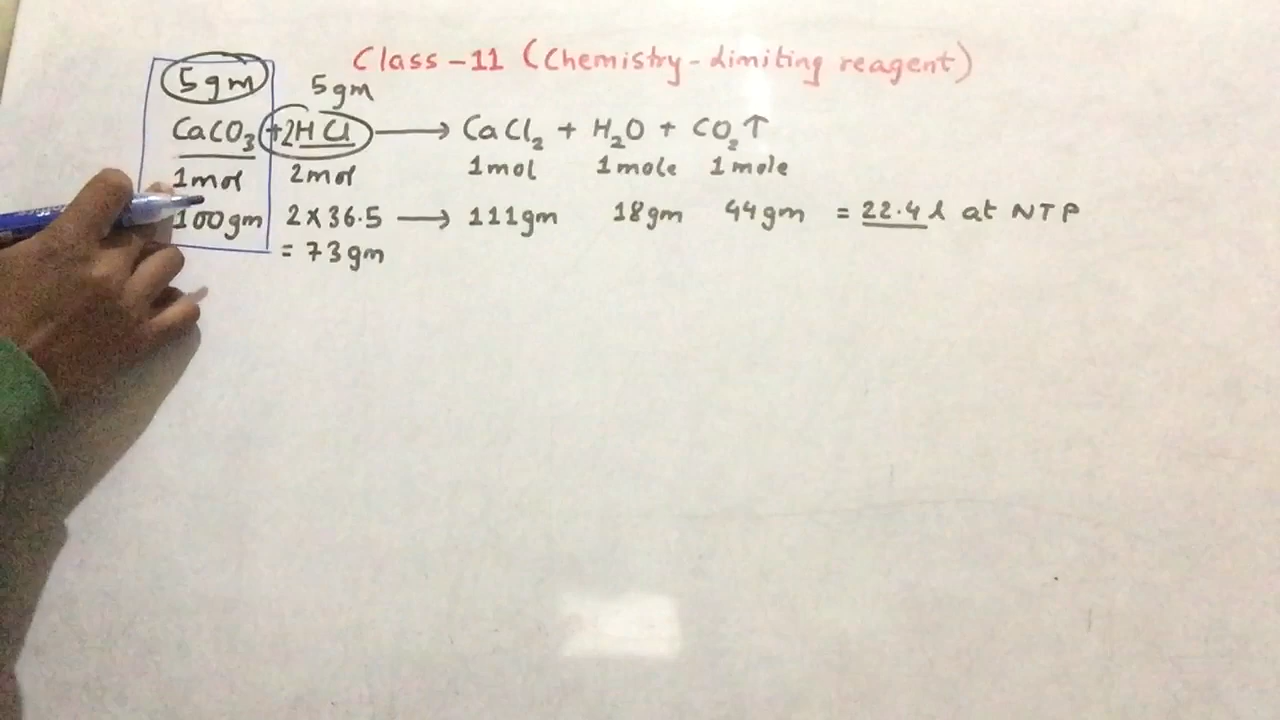 Class-11 (Chemistry-Limiting reagent)
5gm 5gm
CaCO₃ + 2HCl ⟶ CaCl₂ + H₂O + CO₂↑
1mol 2mol 1mol 1mole 1mole
100gm 2×36.5 ⟶ 111gm 18gm 44gm = 22.4 l at NTP
= 73gm